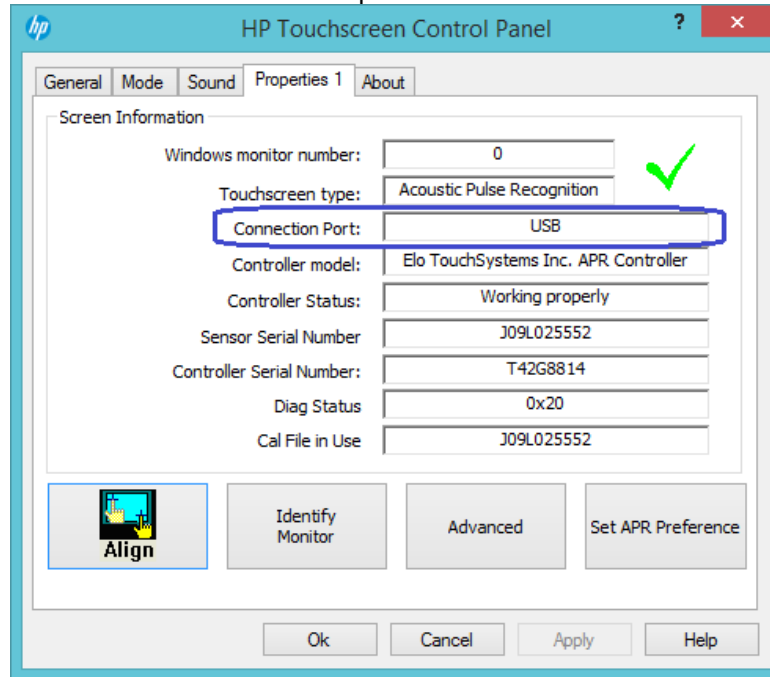 hp HP Touchscreen Control Panel ? ×
General Mode Sound Properties 1 About
Screen Information
Windows monitor number: 0
Touchscreen type: Acoustic Pulse Recognition
Connection Port: USB
Controller model: Elo TouchSystems Inc. APR Controller
Controller Status: Working properly
Sensor Serial Number J09L025552
Controller Serial Number: T42G8814
Diag Status 0x20
Cal File in Use J09L025552
Align
Identify
Monitor
Advanced
Set APR Preference
Ok Cancel Apply Help